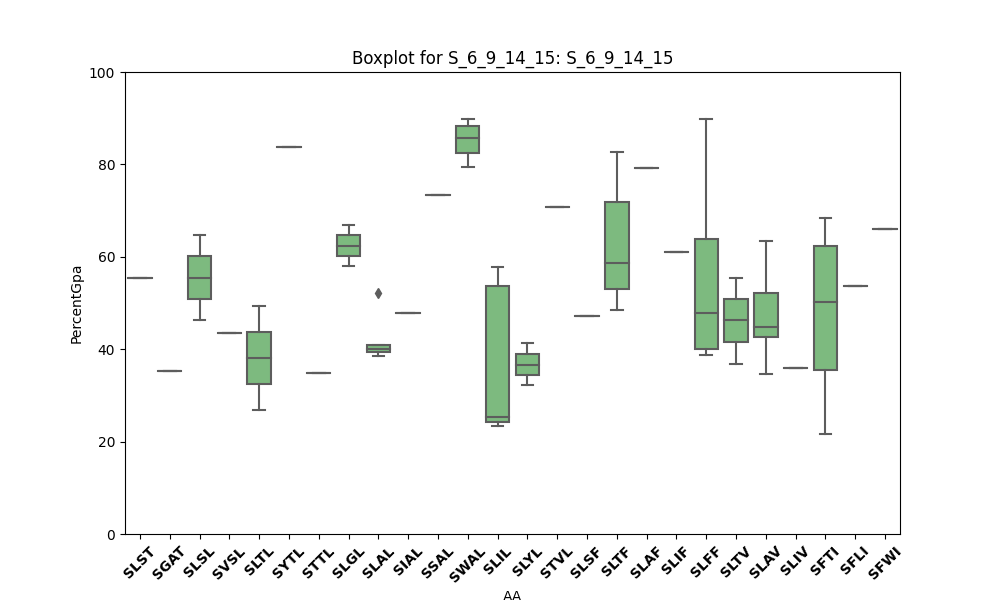 Boxplot for S_6_9_14_15: S_6_9_14_15
100
80
60
40
20
0
PercentGpa
SLST SGAT SLSL SVSL SLTL SYTL STTL SLGL SLAL SIAL SSAL SWAL SLIL SLYL STVL SLSF SLTF SLAF SLIF SLFF SLTV SLAV SLIV SFTI SFLI SFWI
AA